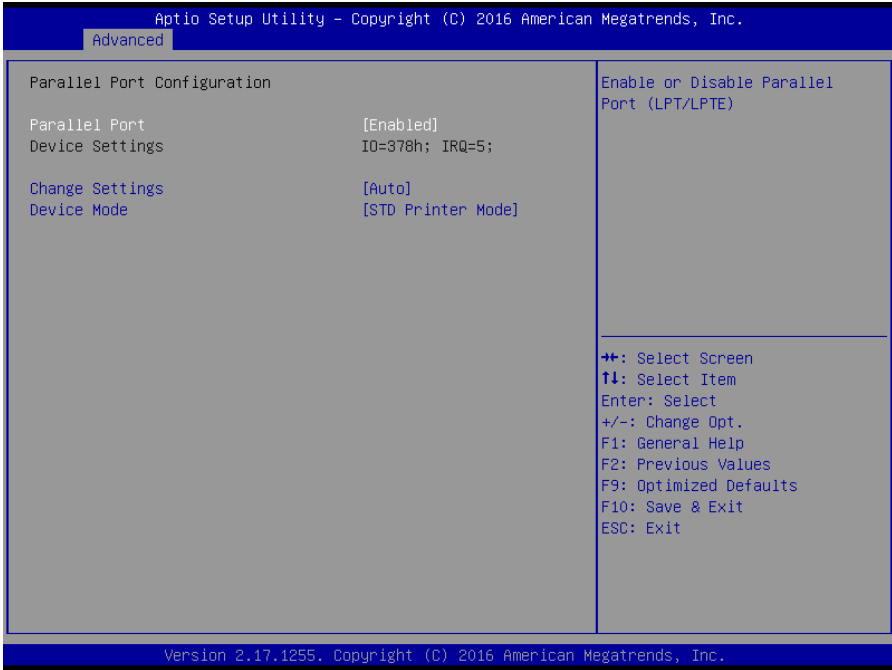 Aptio Setup Utility – Copyright (C) 2016 American Megatrends, Inc.
Advanced
Parallel Port Configuration
Parallel Port [Enabled]
Device Settings IO=378h; IRQ=5;
Change Settings [Auto]
Device Mode [STD Printer Mode]
Enable or Disable Parallel
Port (LPT/LPTE)
→←: Select Screen
↑↓: Select Item
Enter: Select
+/-: Change Opt.
F1: General Help
F2: Previous Values
F9: Optimized Defaults
F10: Save & Exit
ESC: Exit
Version 2.17.1255. Copyright (C) 2016 American Megatrends, Inc.